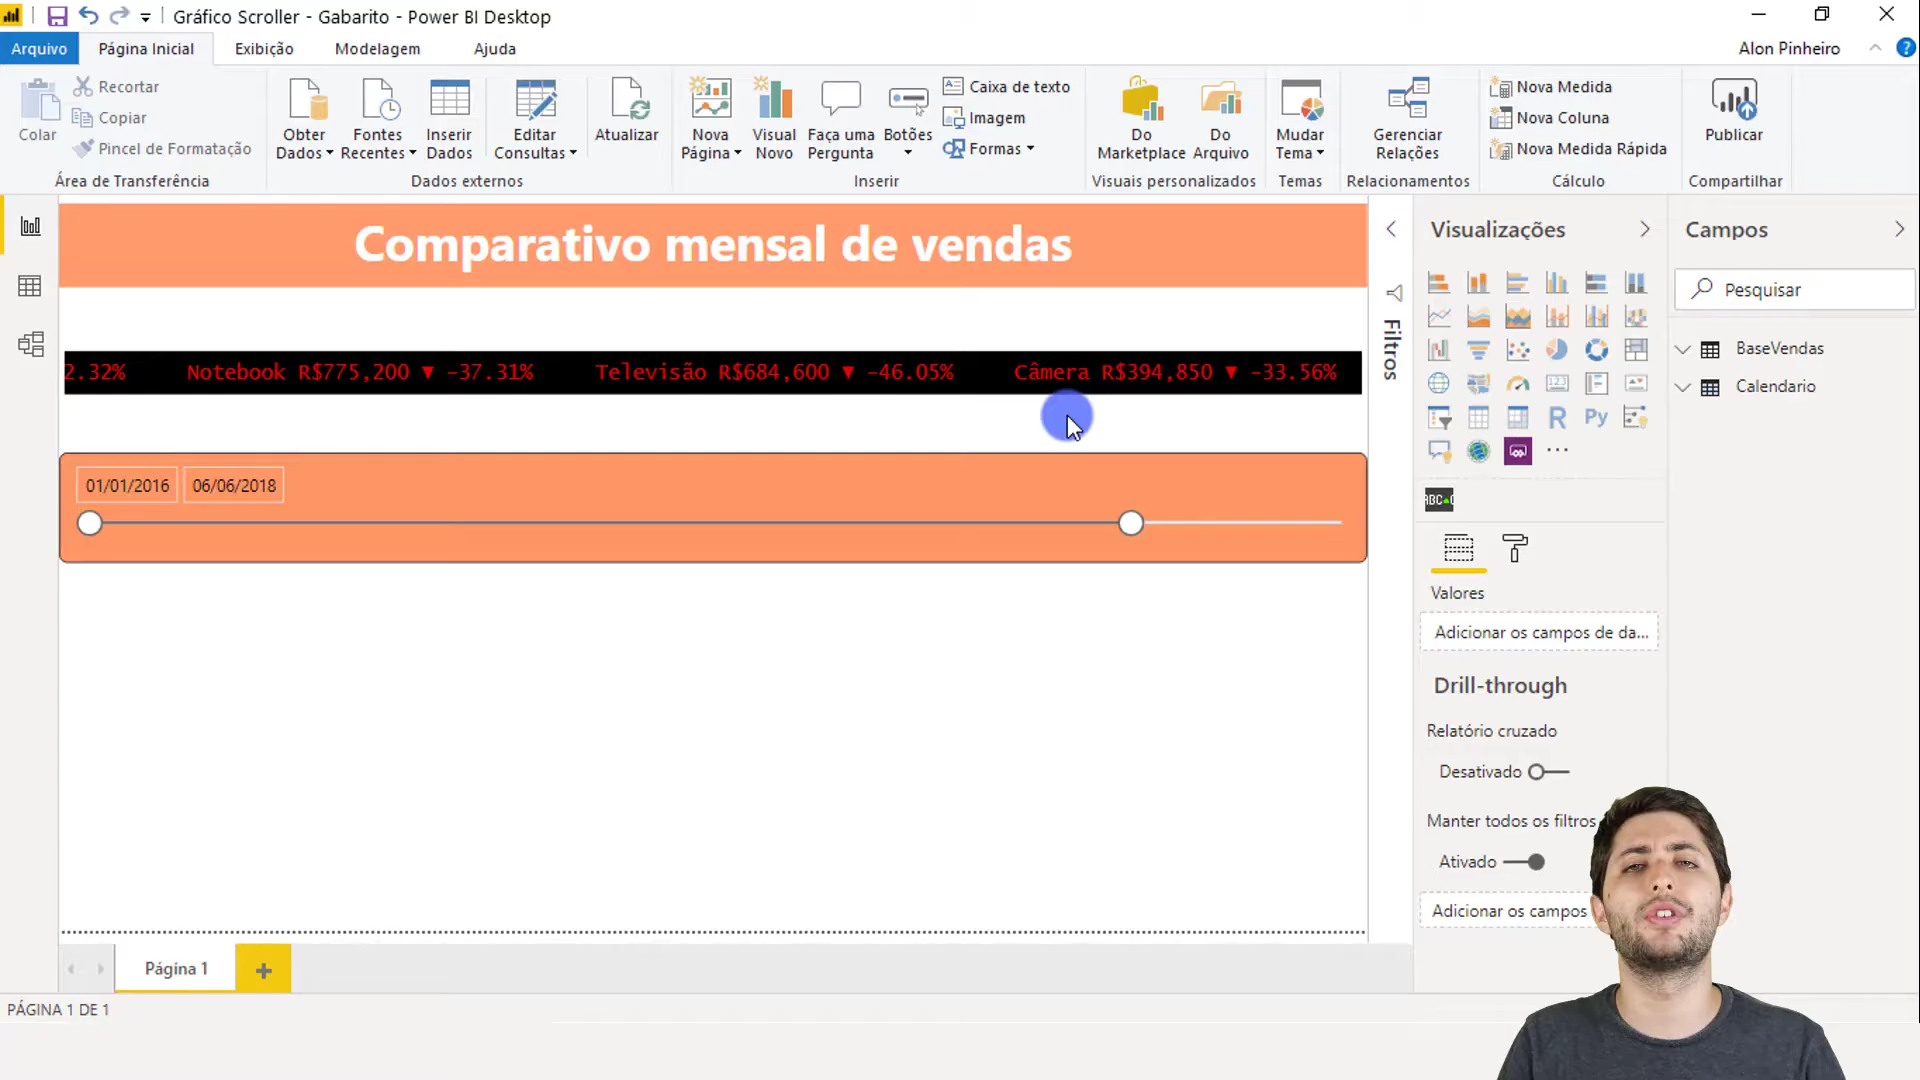 Gráfico Scroller - Gabarito - Power BI Desktop
Arquivo Página Inicial Exibição Modelagem Ajuda Alon Pinheiro ?
Colar
Recortar
Copiar
Pincel de Formatação
Área de Transferência
Obter Dados
Fontes Recentes
Inserir Dados
Editar Consultas
Atualizar
Dados externos
Nova Página
Visual Novo
Faça uma Pergunta
Botões
Caixa de texto
Imagem
Formas
Inserir
Do Marketplace
Do Arquivo
Visuais personalizados
Mudar Tema
Temas
Gerenciar Relações
Relacionamentos
Nova Medida
Nova Coluna
Nova Medida Rápida
Cálculo
Publicar
Compartilhar
Comparativo mensal de vendas
2.32% Notebook R$775,200 ▼ -37.31% Televisão R$684,600 ▼ -46.05% Câmera R$394,850 ▼ -33.56%
01/01/2016 06/06/2018
Filtros
Visualizações
123
R Py
ABC
Valores
Adicionar os campos de da...
Drill-through
Relatório cruzado
Desativado
Manter todos os filtros
Ativado
Adicionar os campos
Campos
Pesquisar
BaseVendas
Calendario
Página 1
PÁGINA 1 DE 1